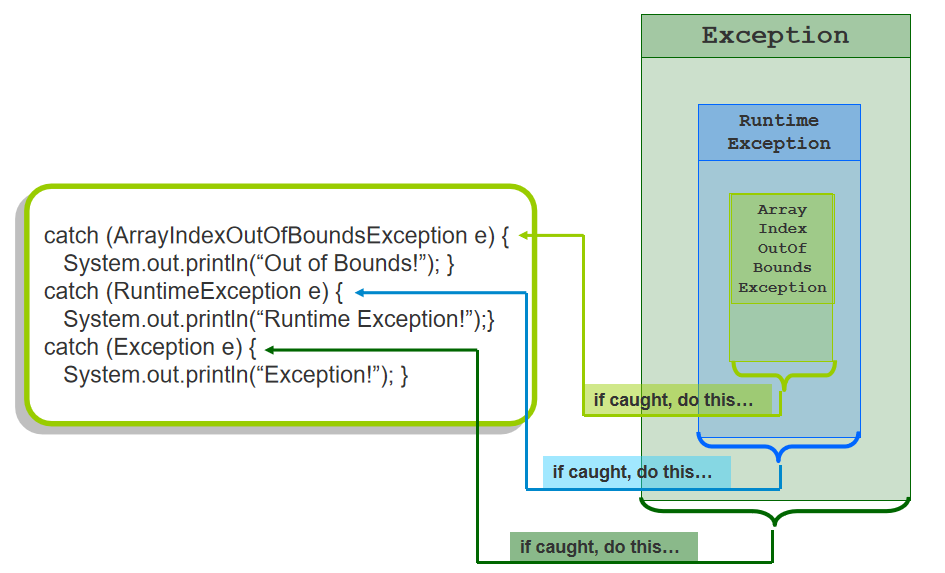 Exception
Runtime
Exception
Array
Index
OutOf
Bounds
Exception
catch (ArrayIndexOutOfBoundsException e) {
System.out.println(“Out of Bounds!”); }
catch (RuntimeException e) {
System.out.println(“Runtime Exception!”);}
catch (Exception e) {
System.out.println(“Exception!”); }
if caught, do this…
if caught, do this…
if caught, do this…